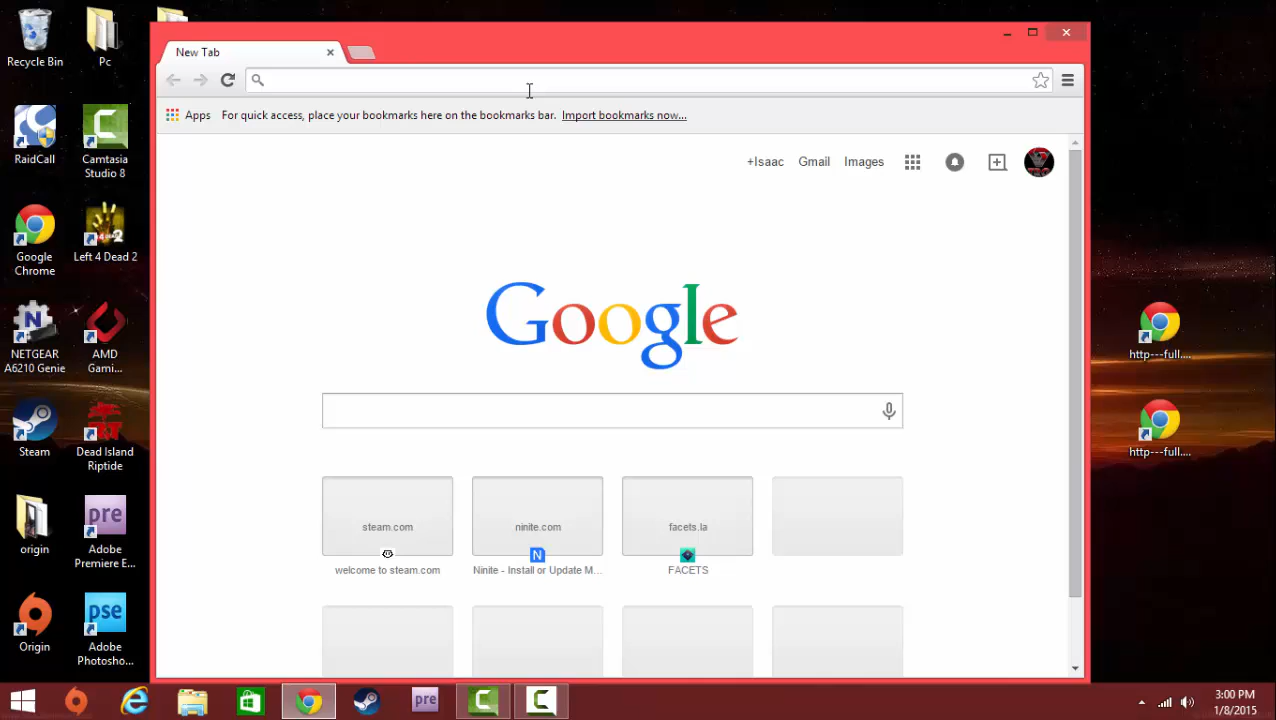 Recycle Bin
Pc
RaidCall
Camtasia
Studio 8
Google
Chrome
Left 4 Dead 2
NETGEAR
A6210 Genie
AMD
Gami...
Steam
Dead Island
Riptide
origin
Adobe
Premiere E...
Origin
Adobe
Photosho...
New Tab
Apps For quick access, place your bookmarks here on the bookmarks bar. Import bookmarks now...
+Isaac Gmail Images
Google
steam.com
welcome to steam.com
ninite.com
N
Ninite - Install or Update M...
facets.la
FACETS
http---full....
http---full....
pre
pse
pre
3:00 PM
1/8/2015